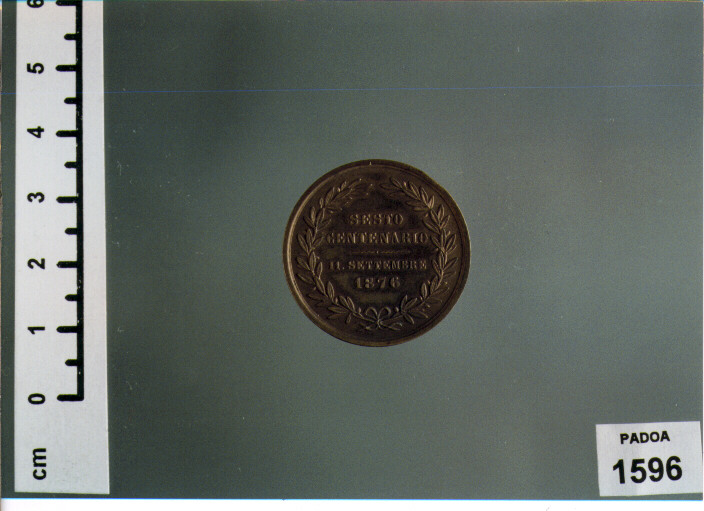 SESTO
CENTENARIO
11. SETTEMBRE
1876
PADOA
1596
6
5
4
3
2
1
0
cm